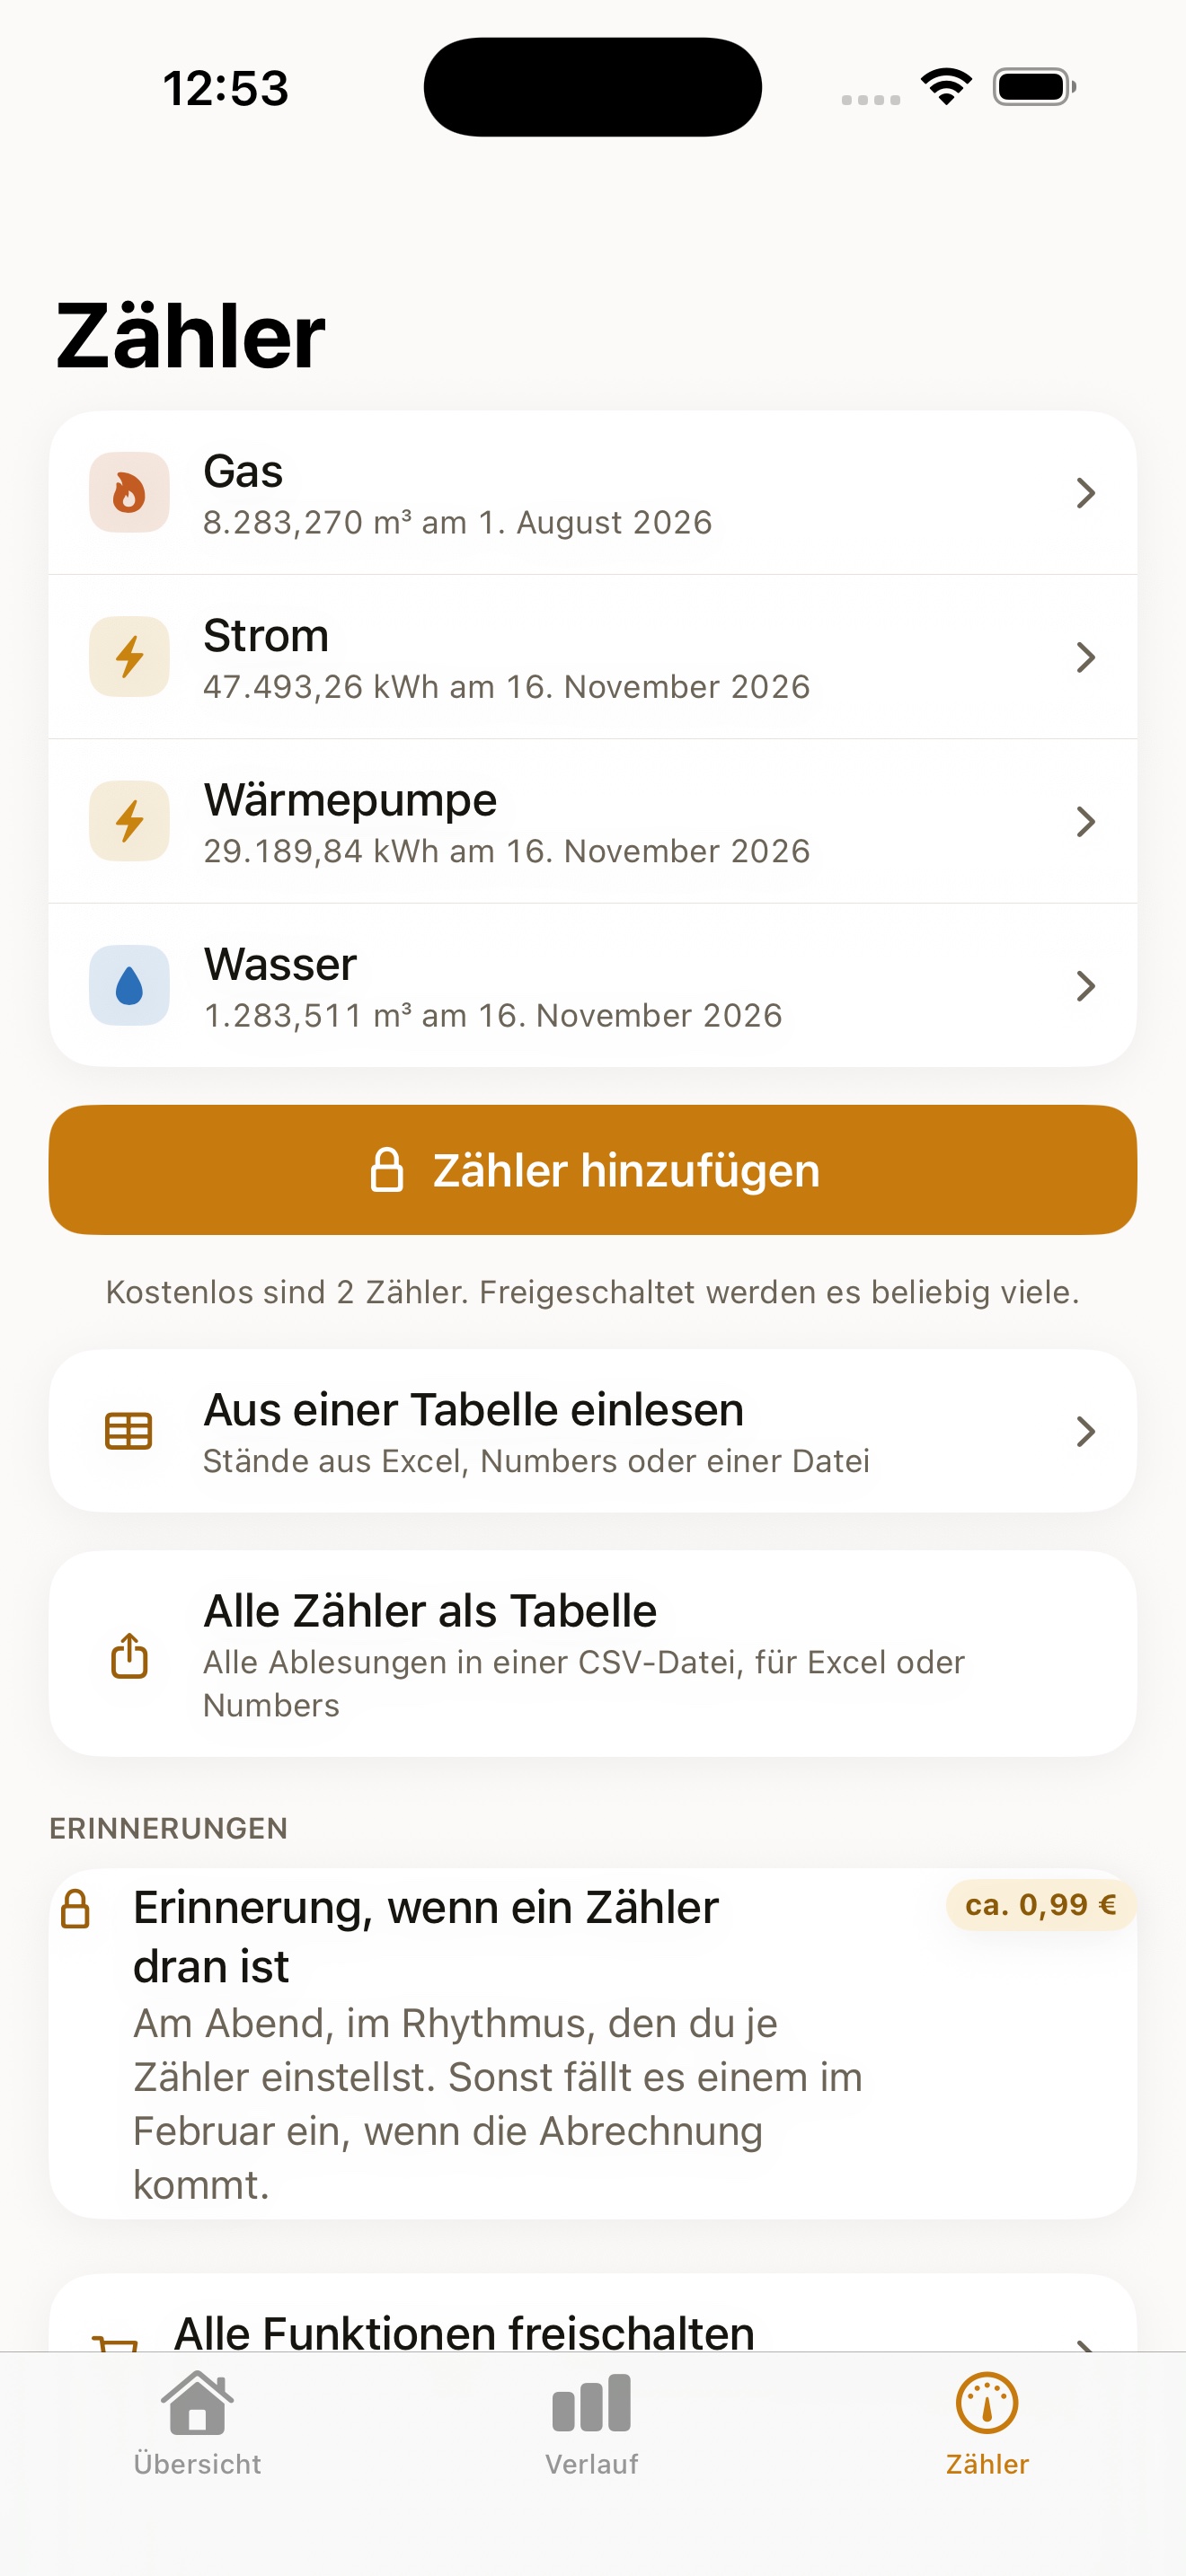 12:53
Zähler
Gas
8.283,270 m³ am 1. August 2026
Strom
47.493,26 kWh am 16. November 2026
Wärmepumpe
29.189,84 kWh am 16. November 2026
Wasser
1.283,511 m³ am 16. November 2026
Zähler hinzufügen
Kostenlos sind 2 Zähler. Freigeschaltet werden es beliebig viele.
Aus einer Tabelle einlesen
Stände aus Excel, Numbers oder einer Datei
Alle Zähler als Tabelle
Alle Ablesungen in einer CSV-Datei, für Excel oder
Numbers
ERINNERUNGEN
Erinnerung, wenn ein Zähler
dran ist
ca. 0,99 €
Am Abend, im Rhythmus, den du je
Zähler einstellst. Sonst fällt es einem im
Februar ein, wenn die Abrechnung
kommt.
Alle Funktionen freischalten
Übersicht
Verlauf
Zähler